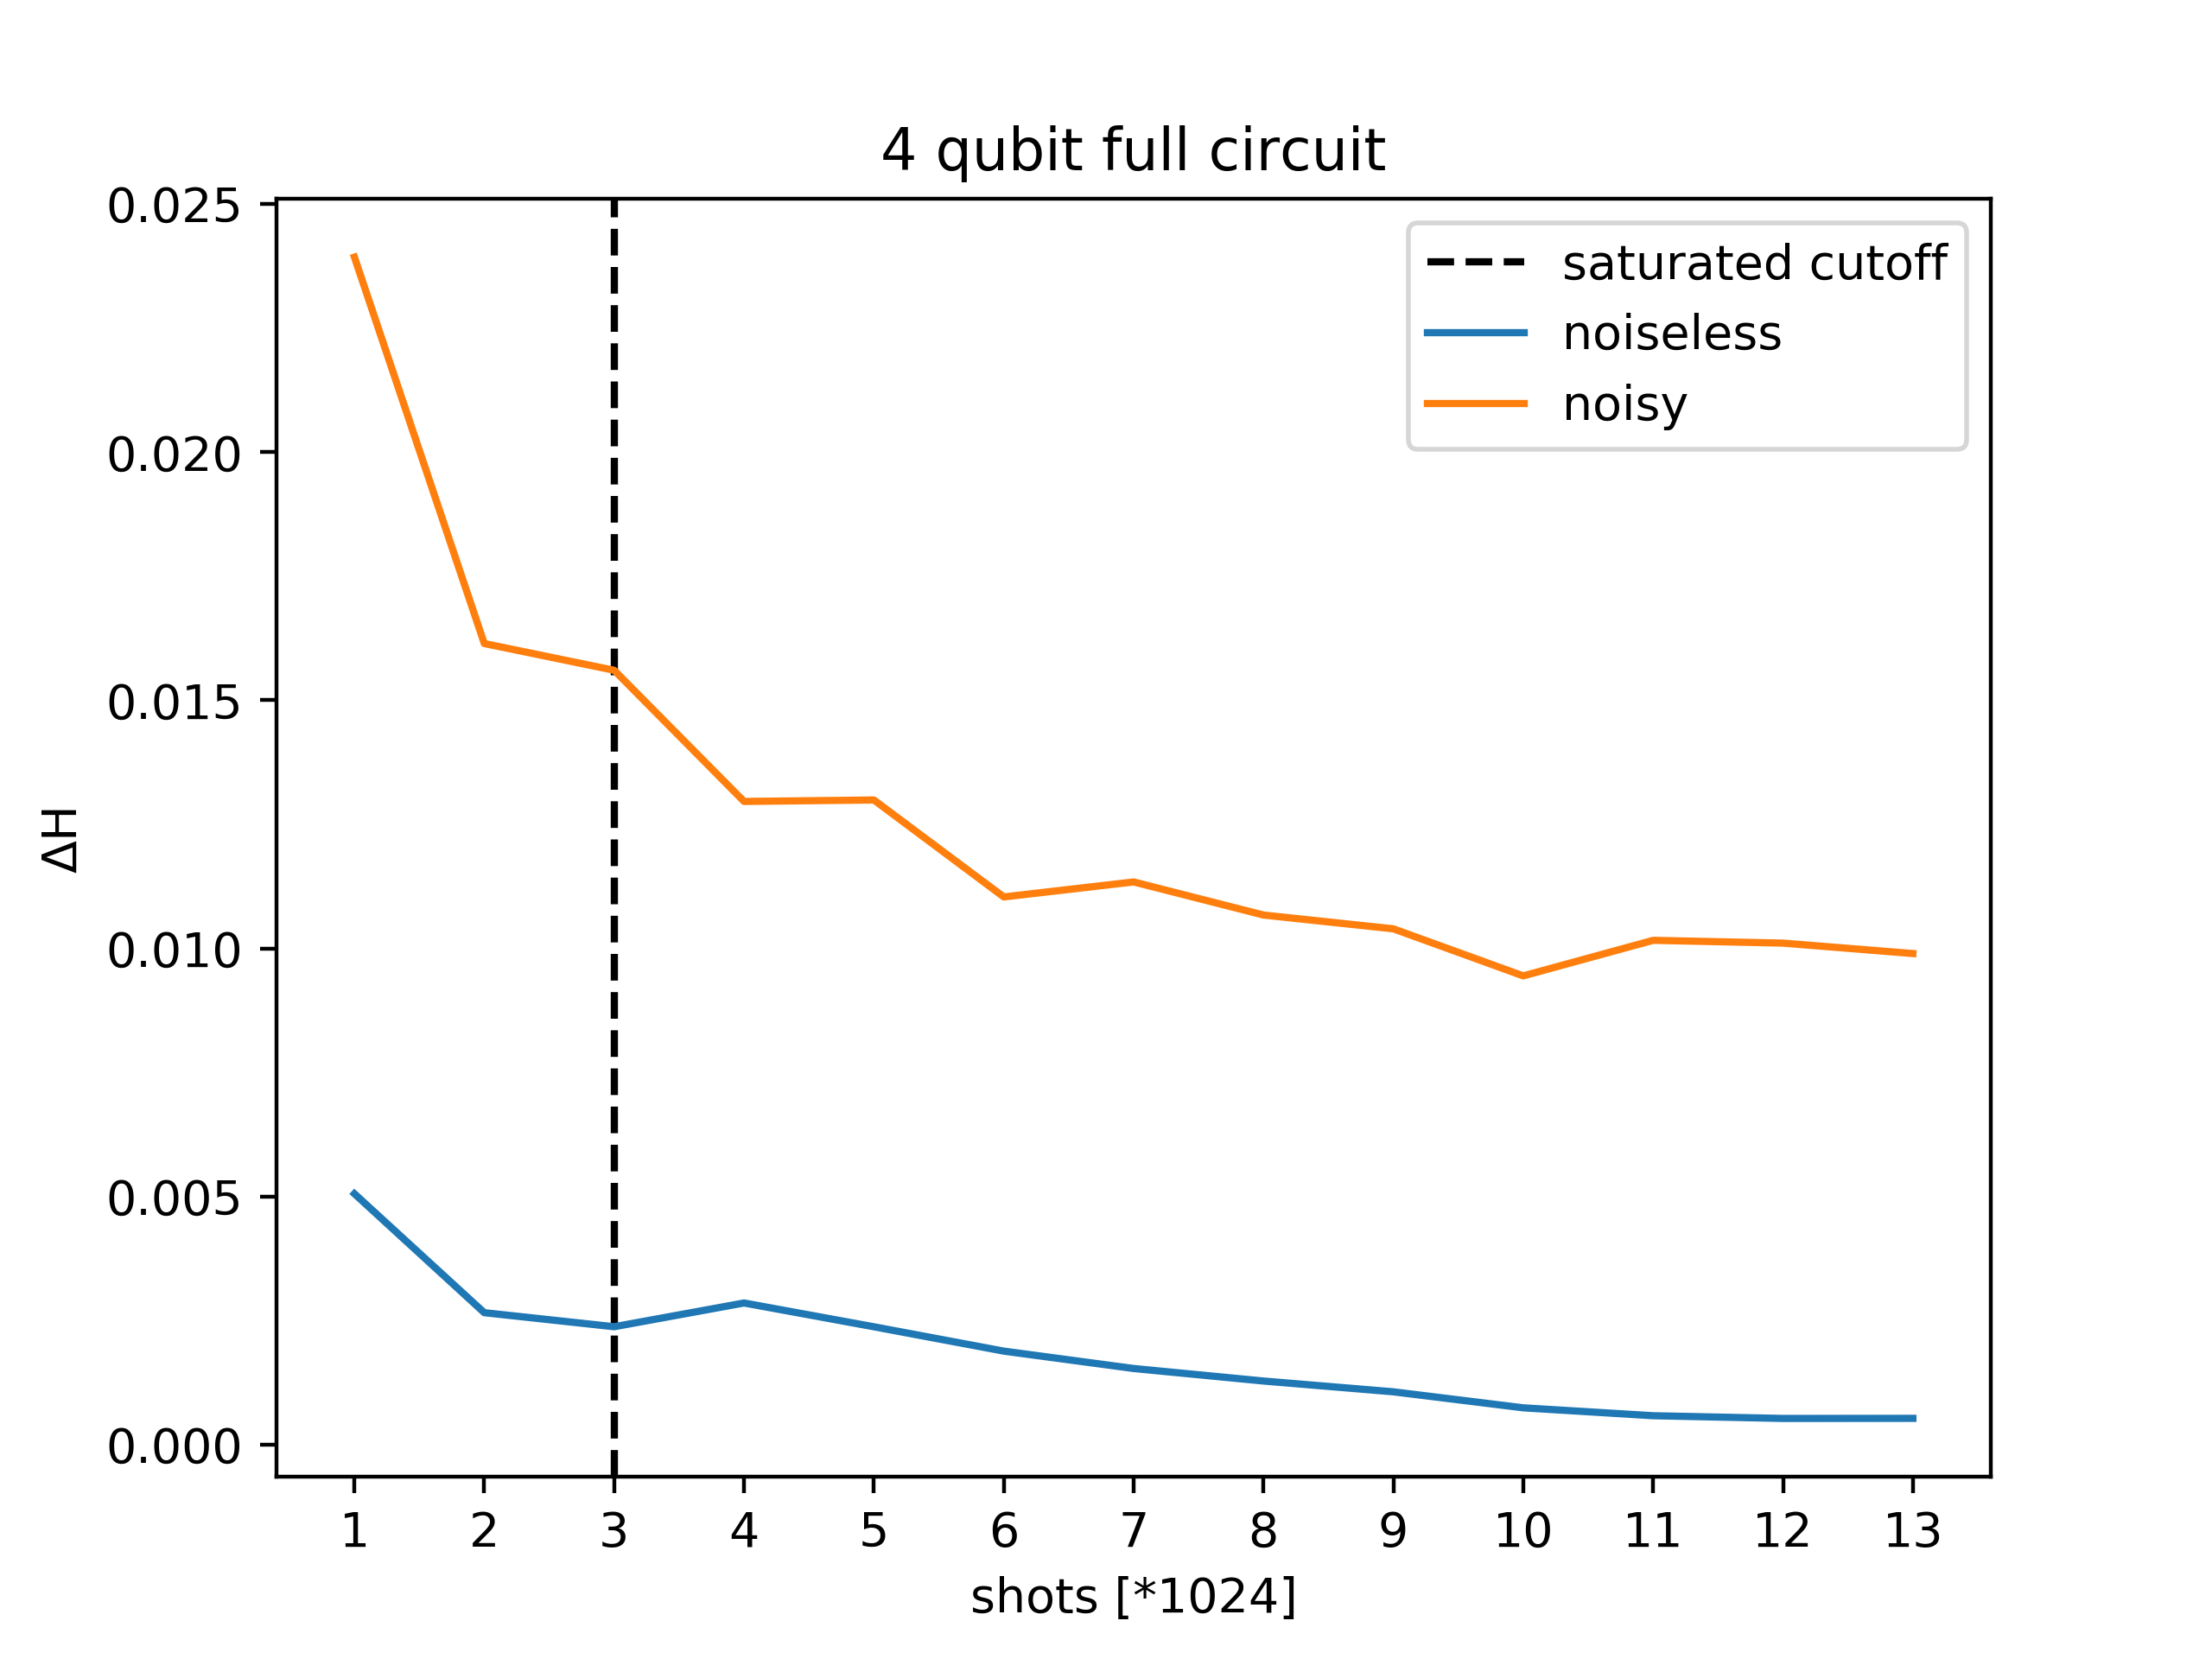 4 qubit full circuit
saturated cutoff
noiseless
noisy
0.025
0.020
0.015
0.010
0.005
0.000
ΔH
1 2 3 4 5 6 7 8 9 10 11 12 13
shots [*1024]